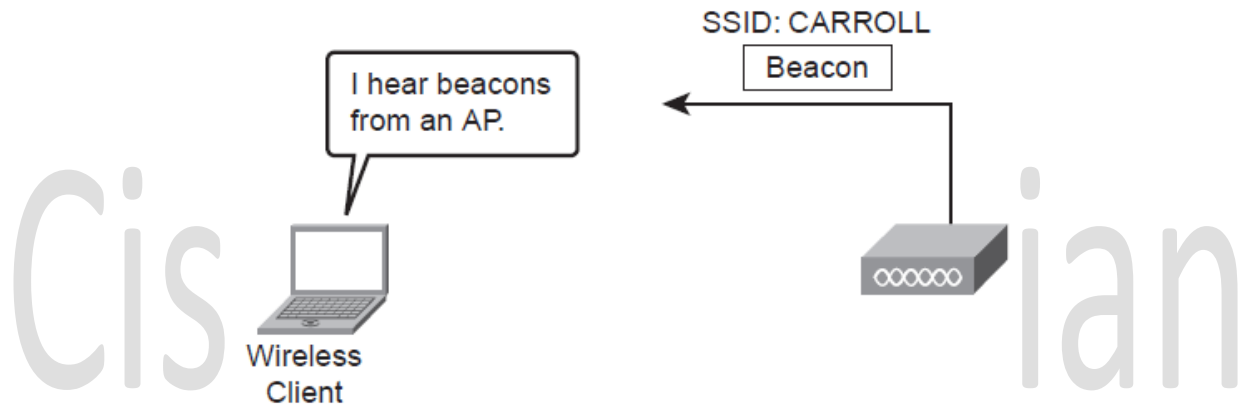 SSID: CARROLL
Beacon
I hear beacons
from an AP.
Cis ian
Wireless
Client